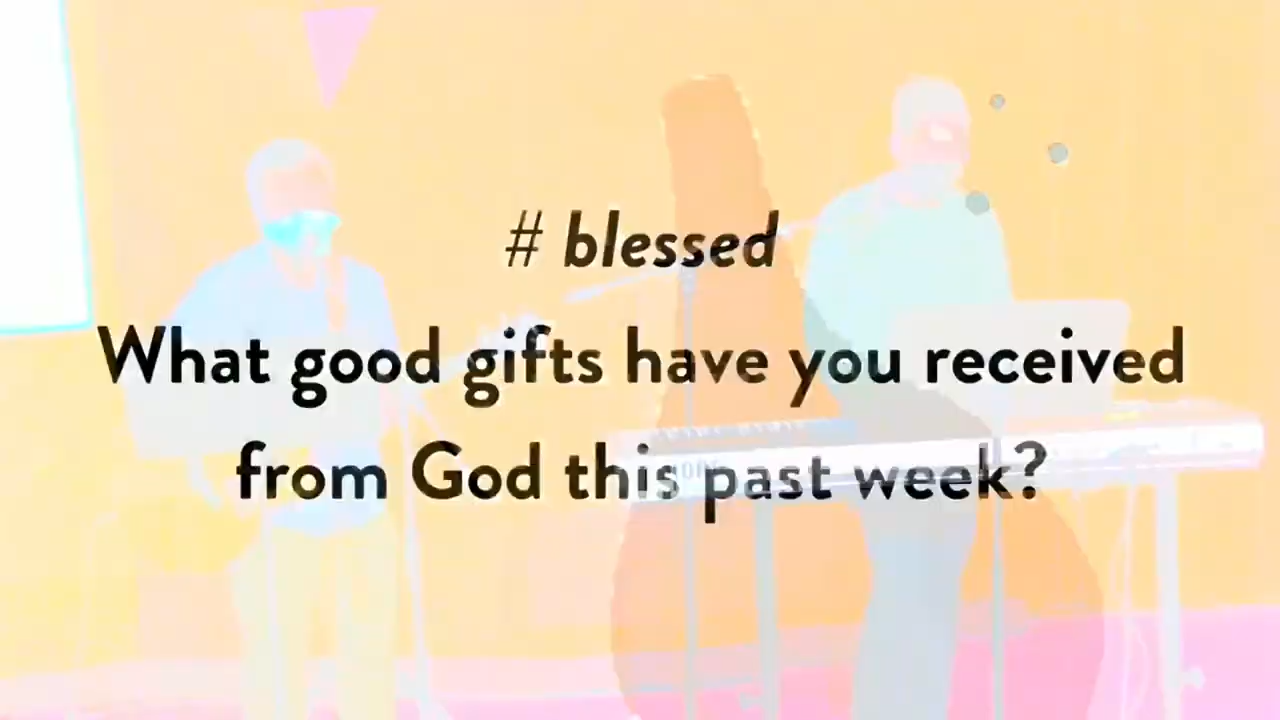 # blessed
What good gifts have you received
from God this past week?